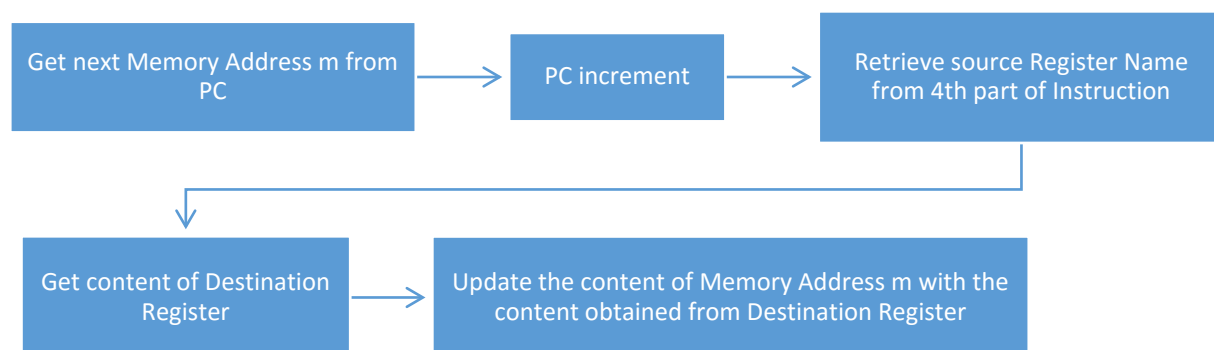 Get next Memory Address m from
PC
PC increment
Retrieve source Register Name
from 4th part of Instruction
Get content of Destination
Register
Update the content of Memory Address m with the
content obtained from Destination Register